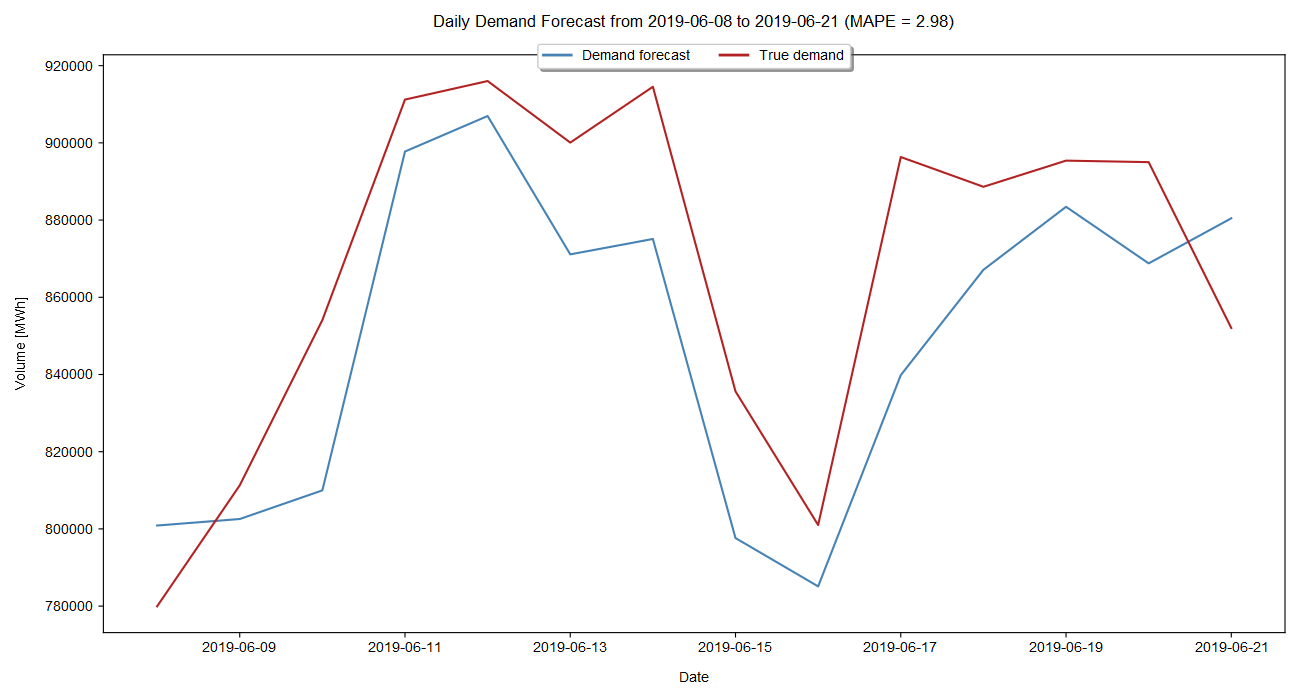 Daily Demand Forecast from 2019-06-08 to 2019-06-21 (MAPE = 2.98)
Demand forecast True demand
920000
900000
880000
860000
840000
820000
800000
780000
Volume [MWh]
2019-06-09 2019-06-11 2019-06-13 2019-06-15 2019-06-17 2019-06-19 2019-06-21
Date